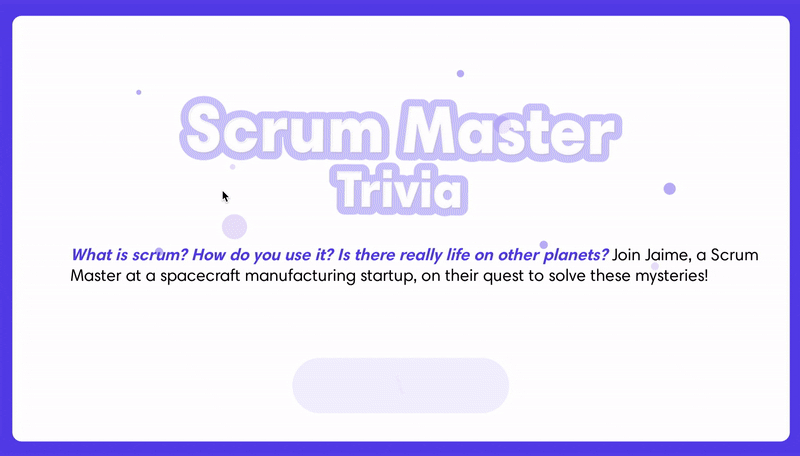 Scrum Master
Trivia
What is scrum? How do you use it? Is there really life on other planets? Join Jaime, a Scrum
Master at a spacecraft manufacturing startup, on their quest to solve these mysteries!